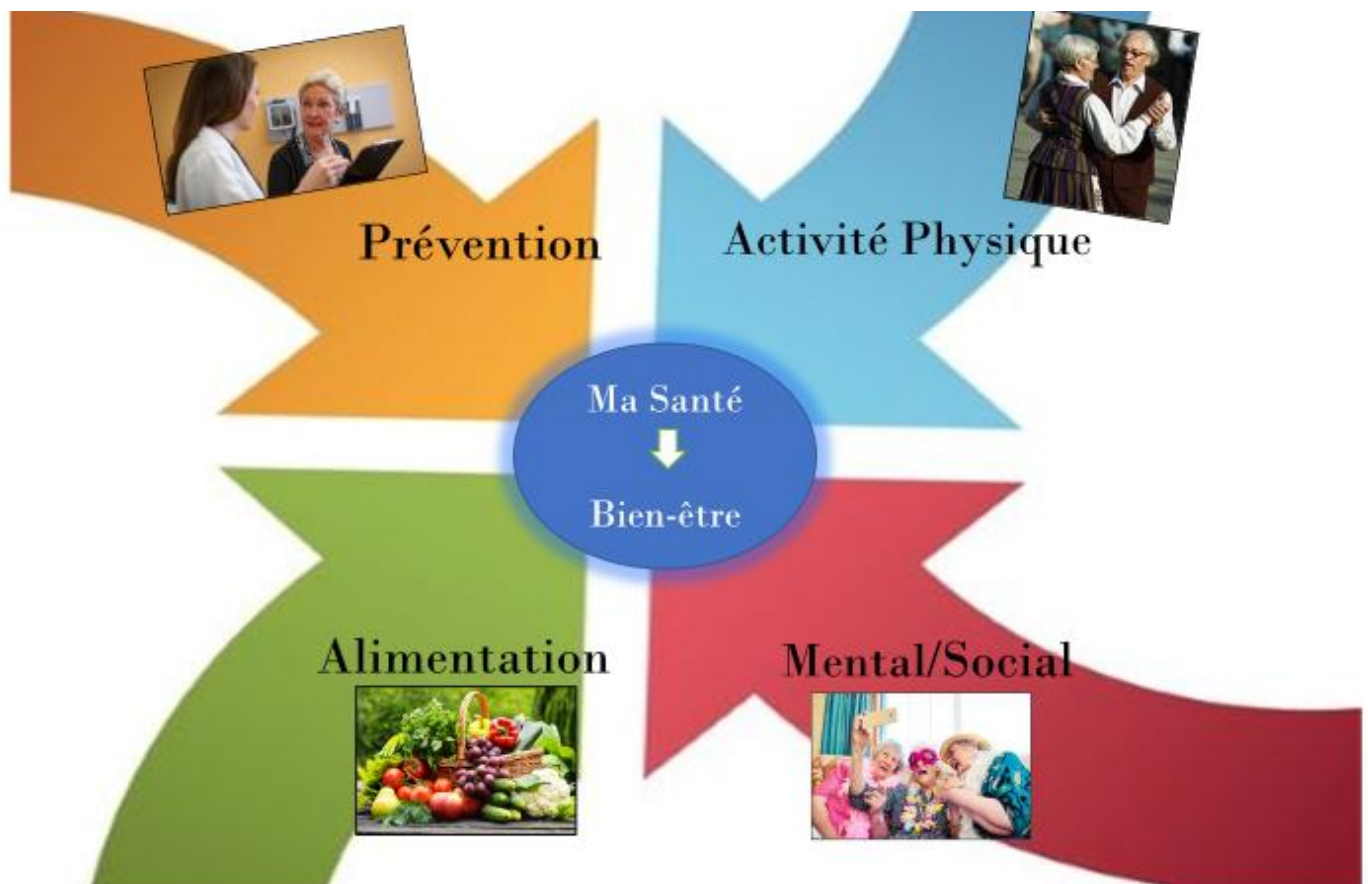 Prévention
Activité Physique
Ma Santé
Bien-être
Alimentation
Mental/Social